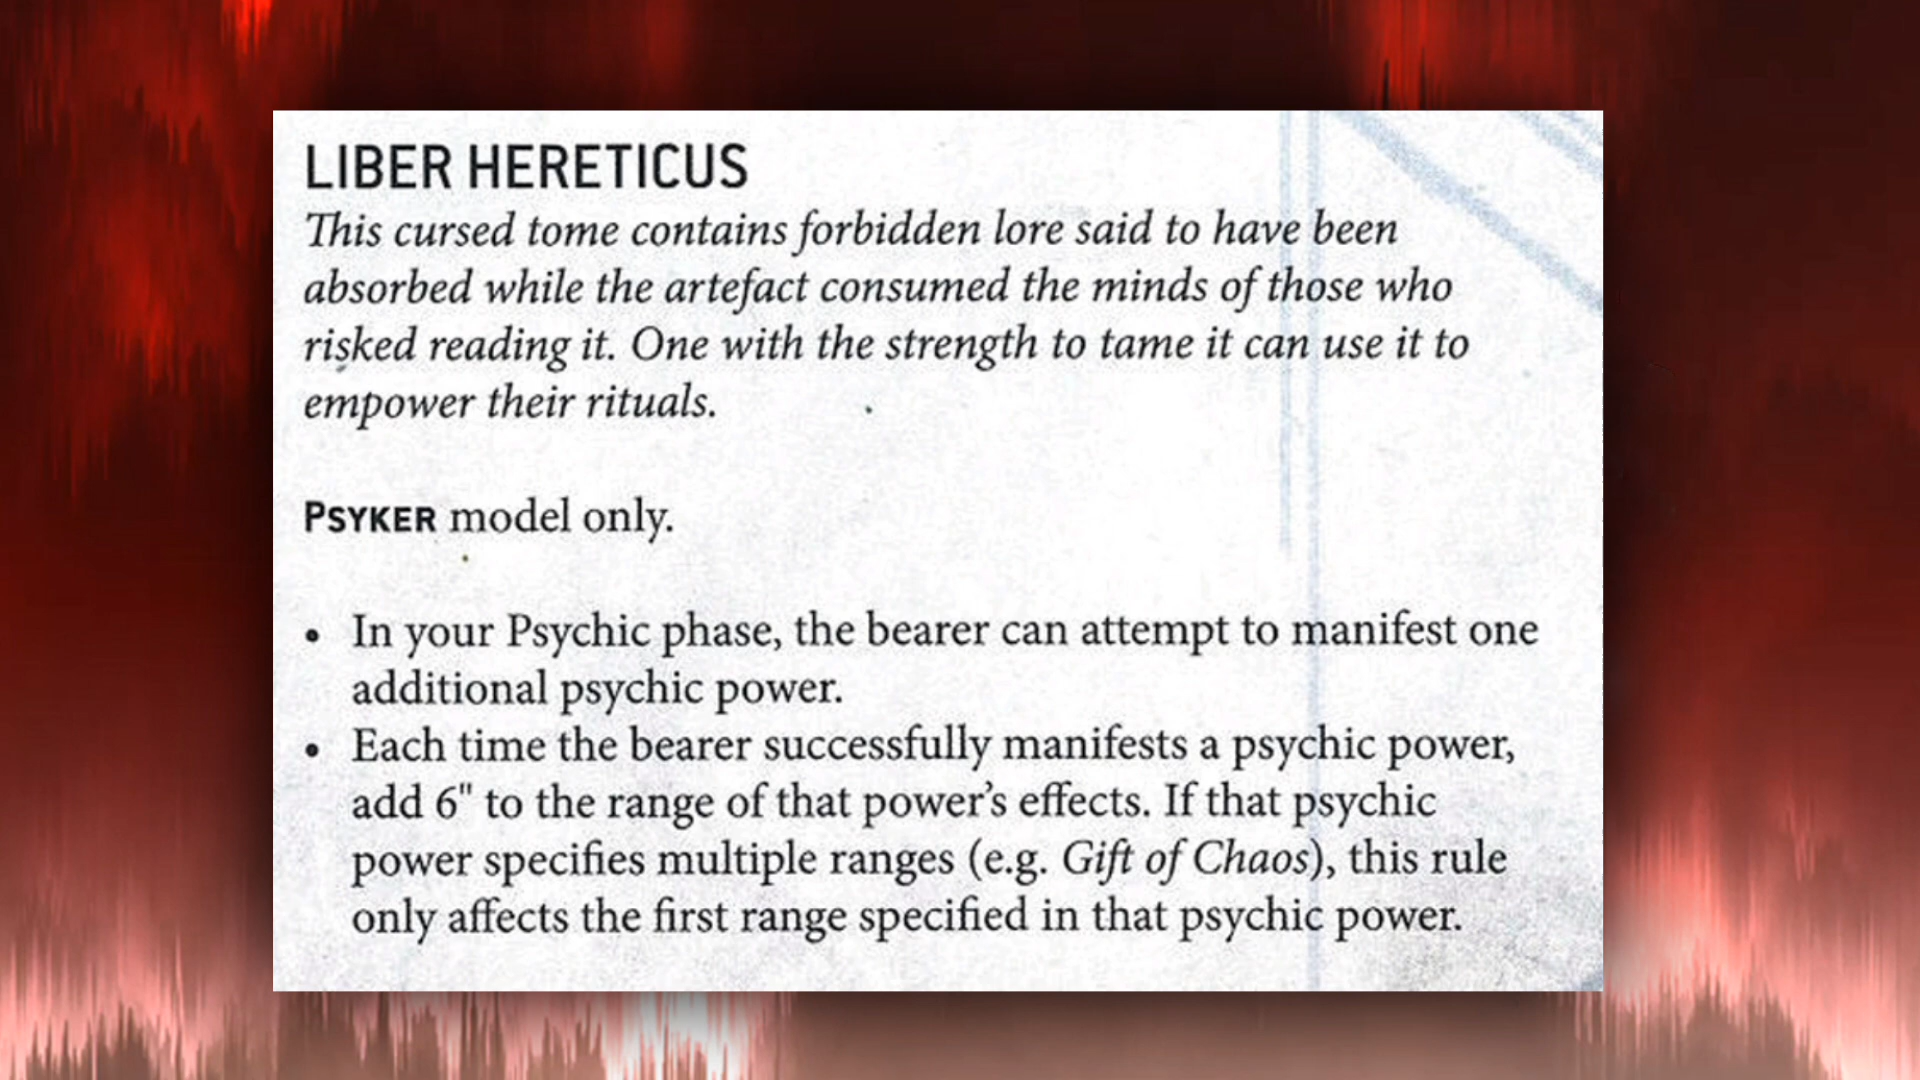 LIBER HERETICUS
This cursed tome contains forbidden lore said to have been
absorbed while the artefact consumed the minds of those who
risked reading it. One with the strength to tame it can use it to
empower their rituals.
PSYKER model only.
• In your Psychic phase, the bearer can attempt to manifest one
additional psychic power.
• Each time the bearer successfully manifests a psychic power,
add 6" to the range of that power's effects. If that psychic
power specifies multiple ranges (e.g. Gift of Chaos), this rule
only affects the first range specified in that psychic power.